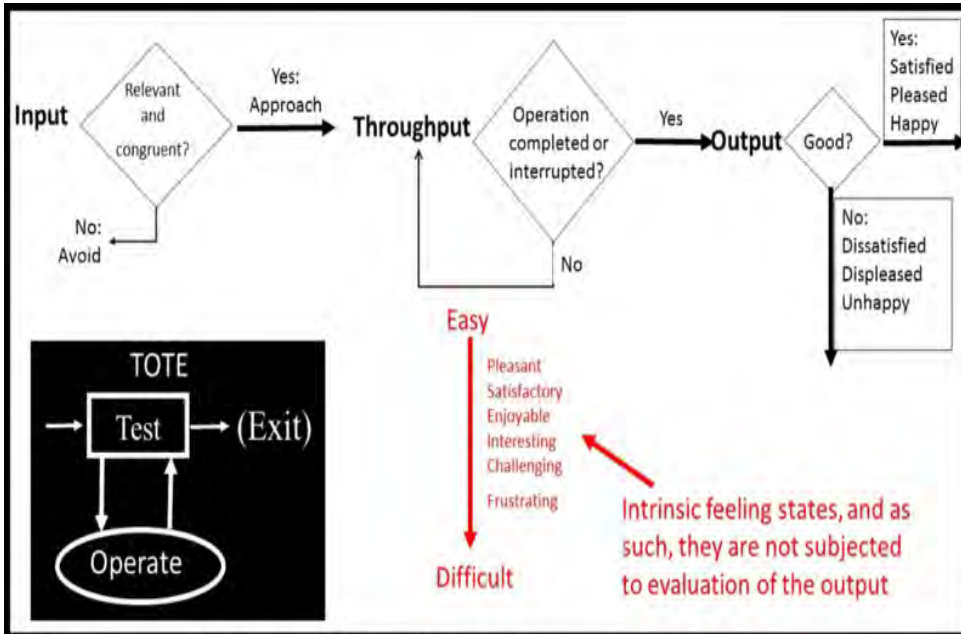 Input
Relevant
and
congruent?
Yes:
Approach
No:
Avoid
Throughput
Operation
completed or
interrupted?
Yes
No
Output
Good?
Yes:
Satisfied
Pleased
Happy
No:
Dissatisfied
Displeased
Unhappy
TOTE
Test
(Exit)
Operate
Easy
Pleasant
Satisfactory
Enjoyable
Interesting
Challenging
Frustrating
Difficult
Intrinsic feeling states, and as
such, they are not subjected
to evaluation of the output